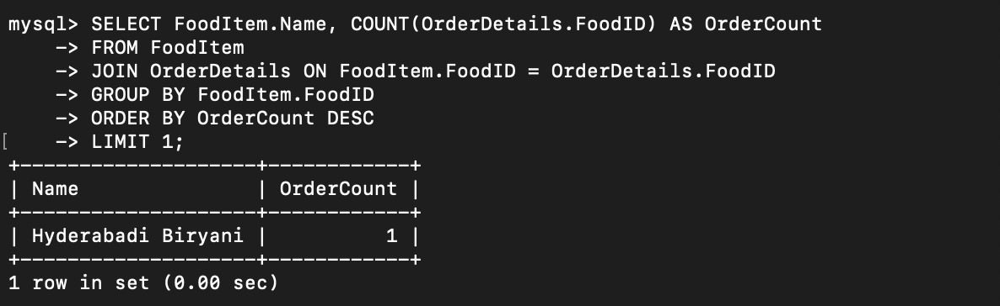 mysql> SELECT FoodItem.Name, COUNT(OrderDetails.FoodID) AS OrderCount
    -> FROM FoodItem
    -> JOIN OrderDetails ON FoodItem.FoodID = OrderDetails.FoodID
    -> GROUP BY FoodItem.FoodID
    -> ORDER BY OrderCount DESC
[    -> LIMIT 1;
+--------------------+------------+
| Name               | OrderCount |
+--------------------+------------+
| Hyderabadi Biryani |          1 |
+--------------------+------------+
1 row in set (0.00 sec)